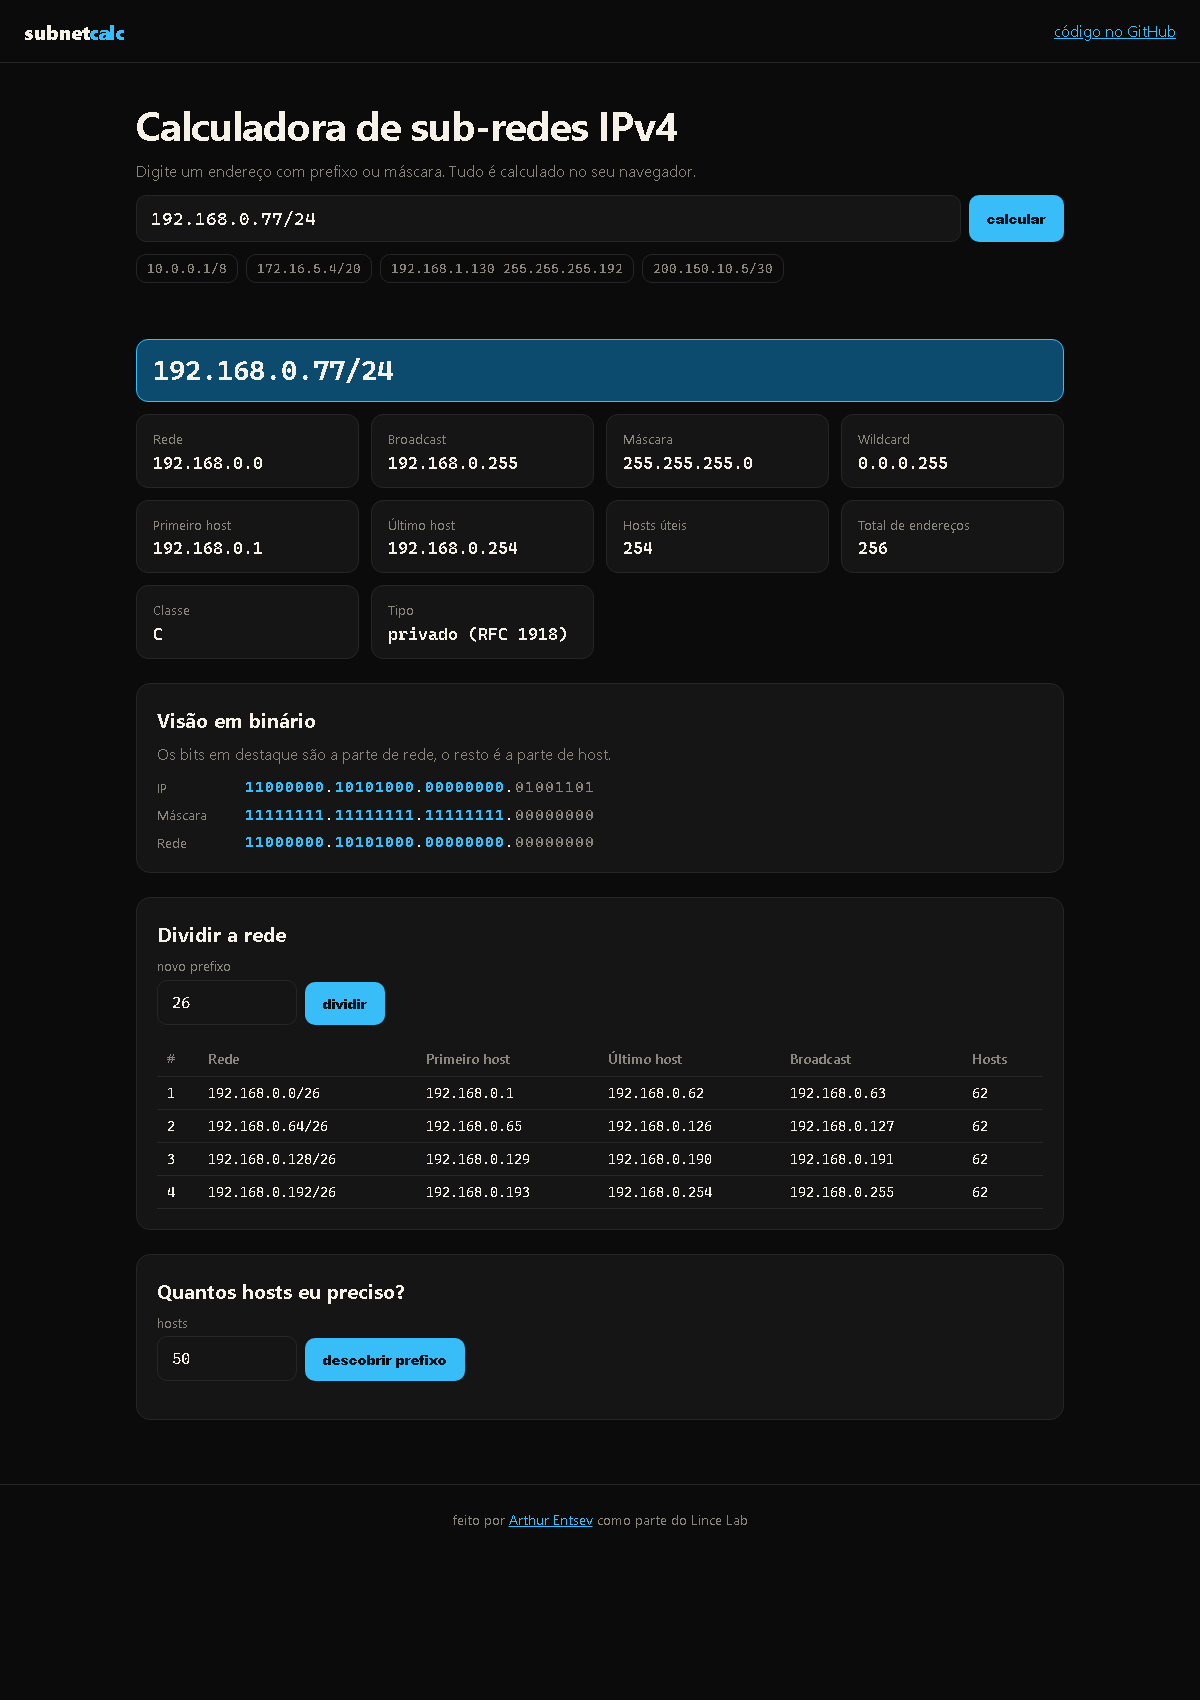 subnetcalc
código no GitHub
Calculadora de sub-redes IPv4
Digite um endereço com prefixo ou máscara. Tudo é calculado no seu navegador.
192.168.0.77/24
calcular
10.0.0.1/8
172.16.5.4/20
192.168.1.130 255.255.255.192
200.150.10.5/30
192.168.0.77/24
Rede
192.168.0.0
Broadcast
192.168.0.255
Máscara
255.255.255.0
Wildcard
0.0.0.255
Primeiro host
192.168.0.1
Último host
192.168.0.254
Hosts úteis
254
Total de endereços
256
Classe
C
Tipo
privado (RFC 1918)
Visão em binário
Os bits em destaque são a parte de rede, o resto é a parte de host.
IP 11000000.10101000.00000000.01001101
Máscara 11111111.11111111.11111111.00000000
Rede 11000000.10101000.00000000.00000000
Dividir a rede
novo prefixo
26
dividir
# Rede Primeiro host Último host Broadcast Hosts
1 192.168.0.0/26 192.168.0.1 192.168.0.62 192.168.0.63 62
2 192.168.0.64/26 192.168.0.65 192.168.0.126 192.168.0.127 62
3 192.168.0.128/26 192.168.0.129 192.168.0.190 192.168.0.191 62
4 192.168.0.192/26 192.168.0.193 192.168.0.254 192.168.0.255 62
Quantos hosts eu preciso?
hosts
50
descobrir prefixo
feito por Arthur Entsev como parte do Lince Lab